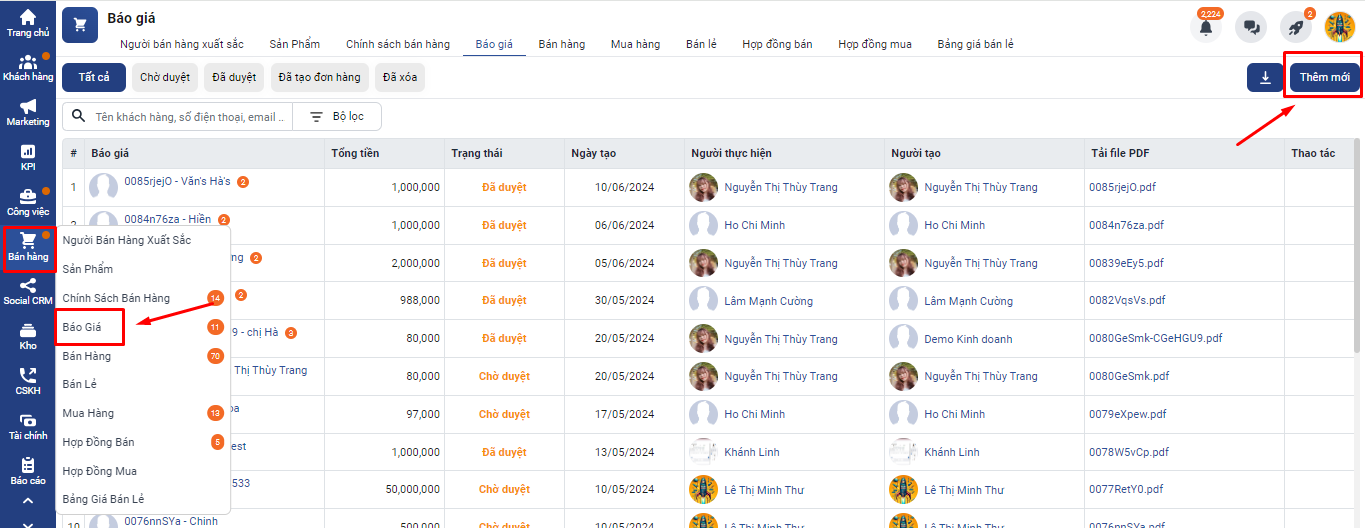 Báo giá
2,224
2
Người bán hàng xuất sắc Sản Phẩm Chính sách bán hàng Báo giá Bán hàng Mua hàng Bán lẻ Hợp đồng bán Hợp đồng mua Bảng giá bán lẻ
Tất cả Chờ duyệt Đã duyệt Đã tạo đơn hàng Đã xóa Thêm mới
Tên khách hàng, số điện thoại, email .. Bộ lọc
Trang chủ
Khách hàng
Marketing
KPI
Công việc
Bán hàng
Social CRM
Kho
CSKH
Tài chính
Báo cáo
Người Bán Hàng Xuất Sắc
Sản Phẩm
Chính Sách Bán Hàng 14
Báo Giá 11
Bán Hàng 70
Bán Lẻ
Mua Hàng 13
Hợp Đồng Bán 5
Hợp Đồng Mua
Bảng Giá Bán Lẻ
# Báo giá Tổng tiền Trạng thái Ngày tạo Người thực hiện Người tạo Tải file PDF Thao tác
1 0085rjejO - Văn's Hà's 2 1,000,000 Đã duyệt 10/06/2024 Nguyễn Thị Thùy Trang Nguyễn Thị Thùy Trang 0085rjejO.pdf
2 0084n76za - Hiền 2 1,000,000 Đã duyệt 06/06/2024 Ho Chi Minh Ho Chi Minh 0084n76za.pdf
ng 2 2,000,000 Đã duyệt 05/06/2024 Nguyễn Thị Thùy Trang Nguyễn Thị Thùy Trang 00839eEy5.pdf
2 988,000 Đã duyệt 30/05/2024 Lâm Mạnh Cường Lâm Mạnh Cường 0082VqsVs.pdf
9 - chị Hà 3 80,000 Đã duyệt 20/05/2024 Nguyễn Thị Thùy Trang Demo Kinh doanh 0080GeSmk-CGeHGU9.pdf
Thị Thùy Trang 80,000 Chờ duyệt 20/05/2024 Nguyễn Thị Thùy Trang Nguyễn Thị Thùy Trang 0080GeSmk.pdf
97,000 Chờ duyệt 17/05/2024 Ho Chi Minh Ho Chi Minh 0079eXpew.pdf
est 1,000,000 Đã duyệt 13/05/2024 Khánh Linh Khánh Linh 0078W5vCp.pdf
533 50,000,000 Chờ duyệt 10/05/2024 Lê Thị Minh Thư Lê Thị Minh Thư 0077RetY0.pdf
10 0076nnSYa - Chinh 500,000 Chờ duyệt 10/05/2024 Lê Thị Minh Thư Lê Thị Minh Thư 0076nnSYa.pdf